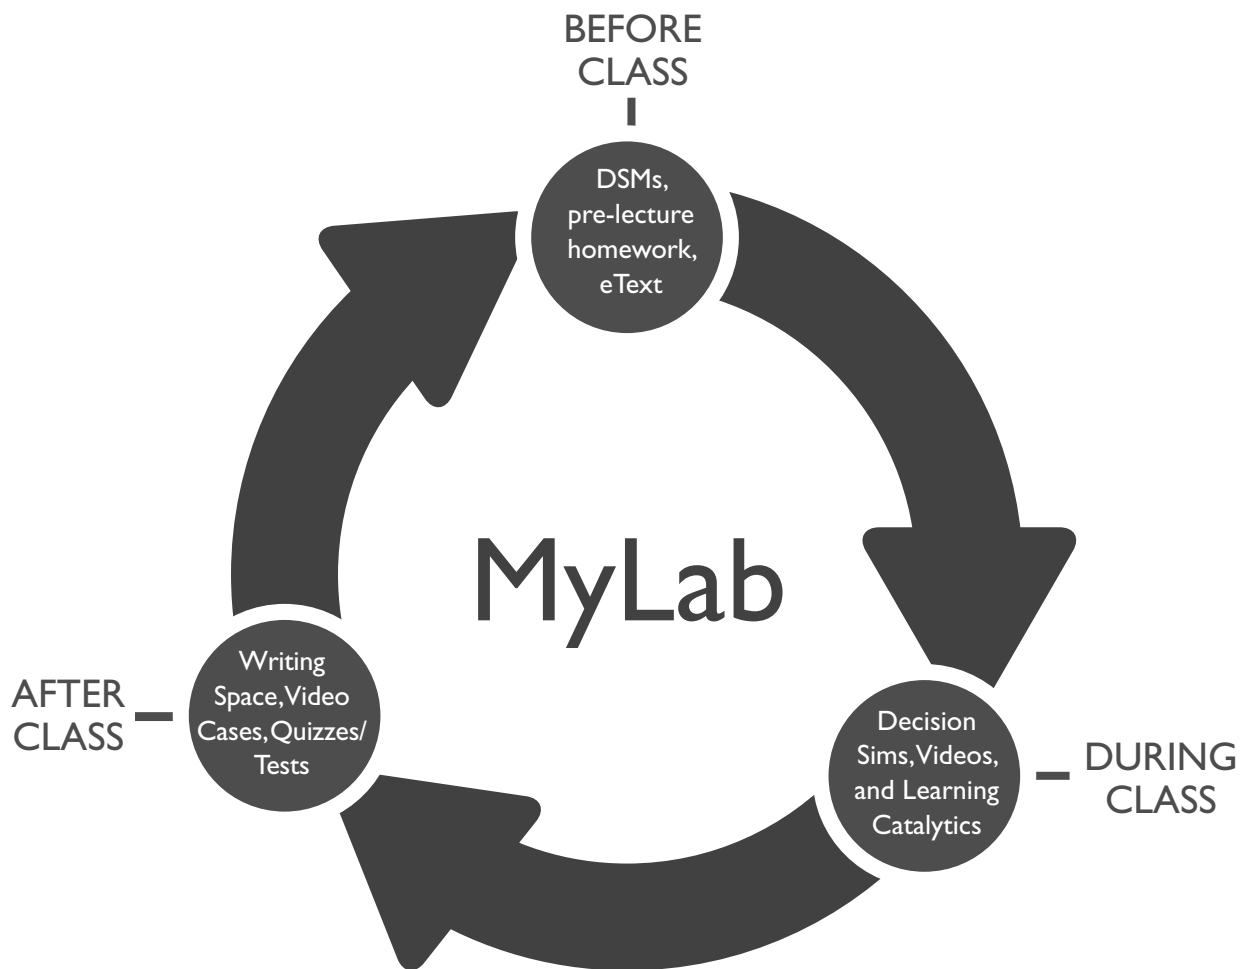 BEFORE
CLASS
DSMs,
pre-lecture
homework,
eText
MyLab
AFTER
CLASS
Writing
Space, Video
Cases, Quizzes/
Tests
Decision
Sims, Videos,
and Learning
Catalytics
DURING
CLASS